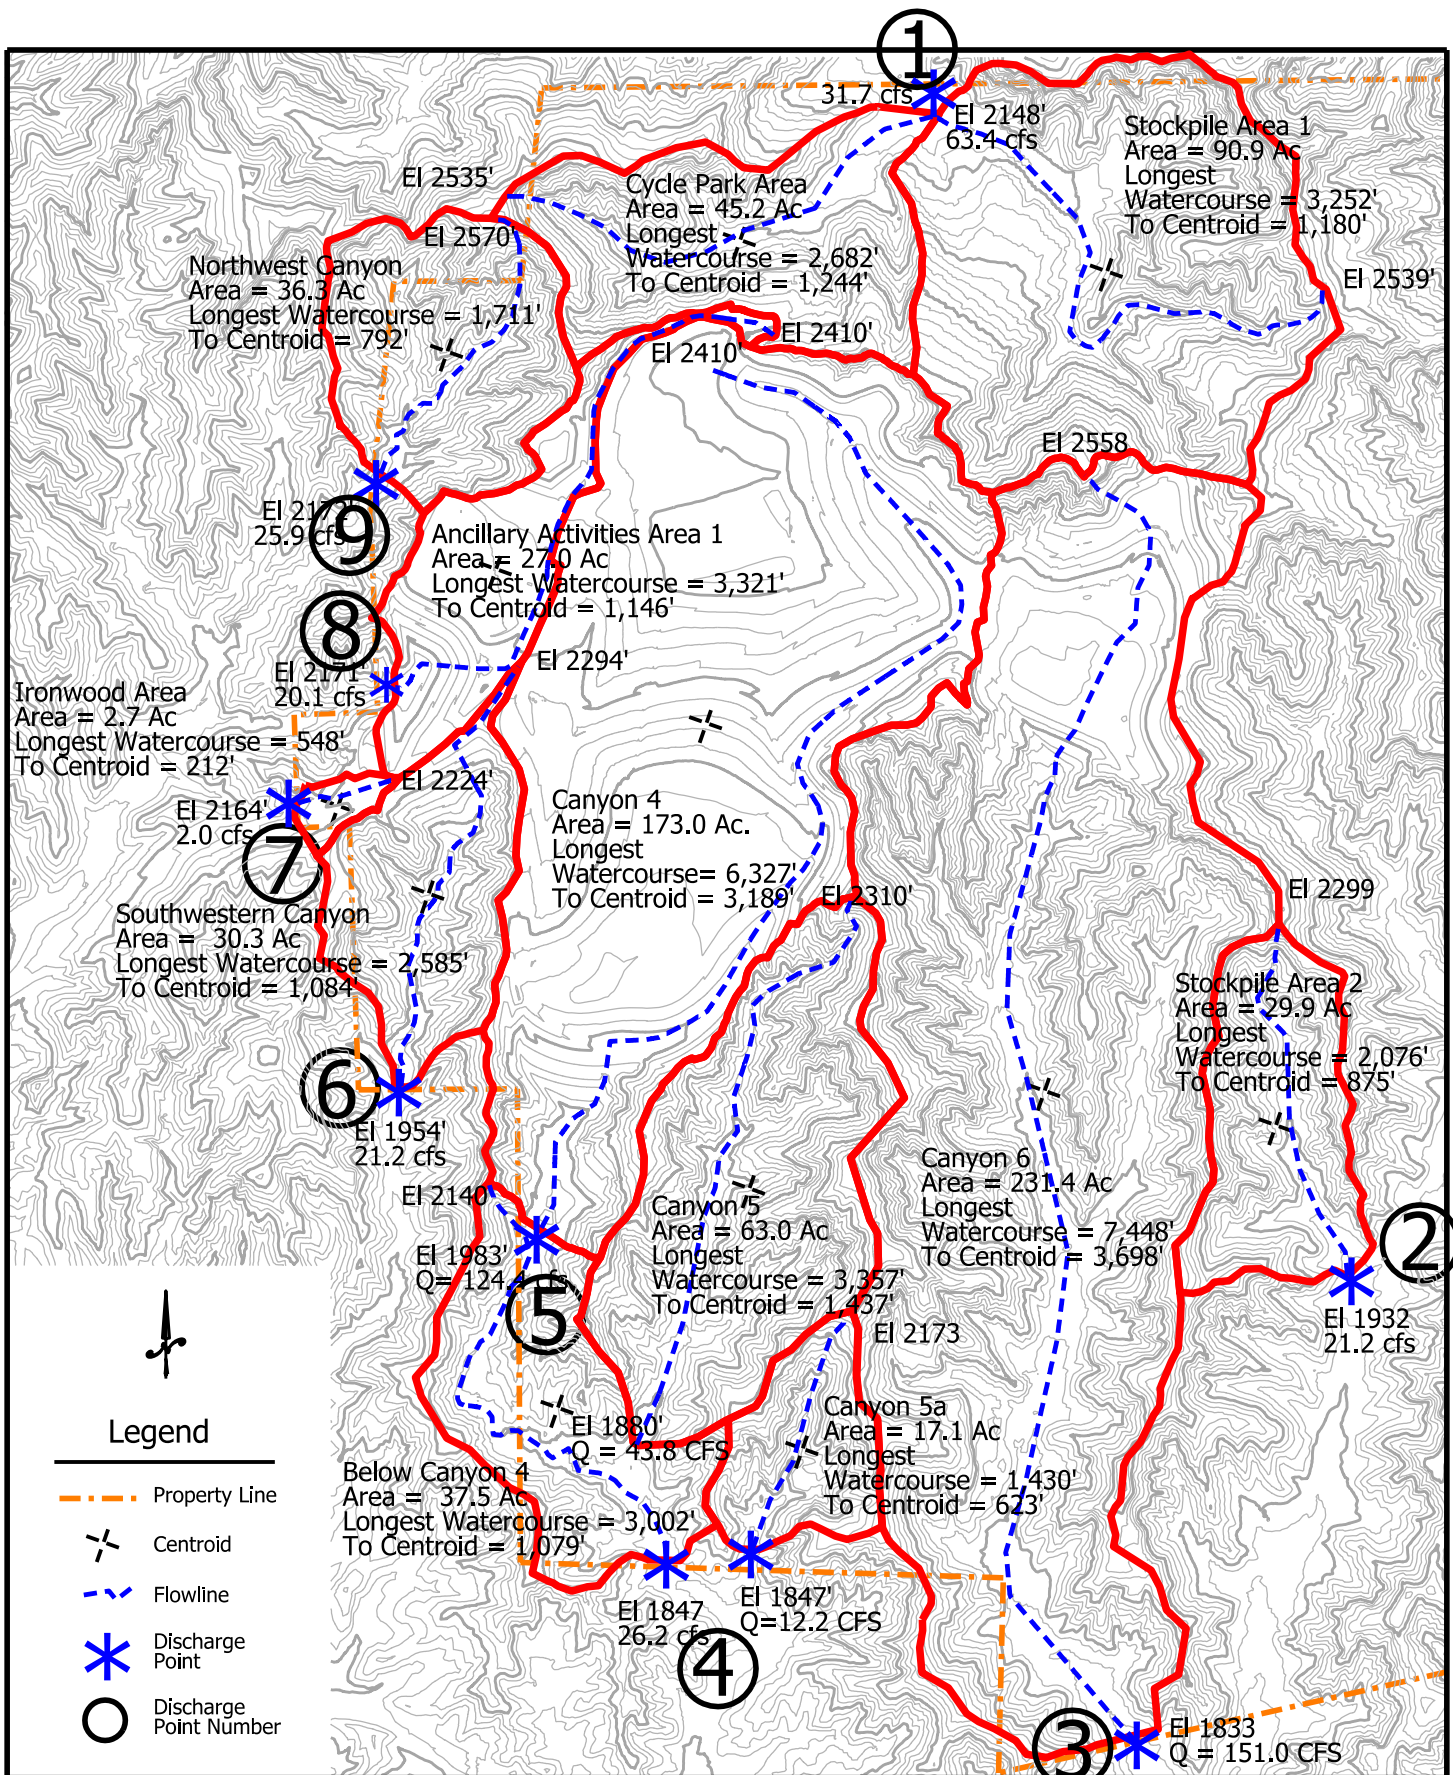 1
31.7 cfs
El 2148'
63.4 cfs
Stockpile Area 1
Area = 90.9 Ac
Longest
Watercourse = 3,252'
To Centroid = 1,180'
El 2535'
Cycle Park Area
Area = 45.2 Ac
Longest
Watercourse = 2,682'
To Centroid = 1,244'
El 2570'
Northwest Canyon
Area = 36.3 Ac
Longest Watercourse = 1,711'
To Centroid = 792'
El 2539'
El 2410'
El 2410'
El 2558
25.9 cfs
9
Ancillary Activities Area 1
Area = 27.0 Ac
Longest Watercourse = 3,321'
To Centroid = 1,146'
8
El 2171'
20.1 cfs
El 2294'
Ironwood Area
Area = 2.7 Ac
Longest Watercourse = 548'
To Centroid = 212'
El 2224'
El 2164'
2.0 cfs
7
Canyon 4
Area = 173.0 Ac.
Longest
Watercourse= 6,327'
To Centroid = 3,189'
El 2310'
El 2299
Southwestern Canyon
Area = 30.3 Ac
Longest Watercourse = 2,585'
To Centroid = 1,084'
Stockpile Area 2
Area = 29.9 Ac
Longest
Watercourse = 2,076'
To Centroid = 875'
6
El 1954'
21.2 cfs
El 2140'
Canyon 6
Area = 231.4 Ac
Longest
Watercourse = 7,448'
To Centroid = 3,698'
Canyon 5
Area = 63.0 Ac
Longest
Watercourse = 3,357'
To Centroid = 1,437'
El 1983'
Q= 124.4 cfs
5
2
El 1932
21.2 cfs
El 2173
Canyon 5a
Area = 17.1 Ac
Longest
Watercourse = 1,430'
To Centroid = 623'
El 1880'
Q = 43.8 CFS
Below Canyon 4
Area = 37.5 Ac
Longest Watercourse = 3,002'
To Centroid = 1,079'
El 1847
26.2 cfs
El 1847'
Q=12.2 CFS
4
3
El 1833
Q = 151.0 CFS
Legend
Property Line
Centroid
Flowline
Discharge
Point
Discharge
Point Number